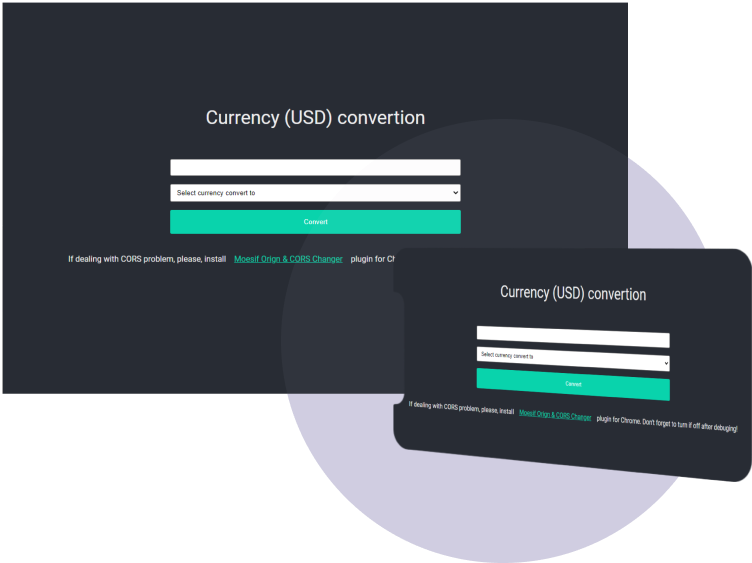 Currency (USD) convertion
Select currency convert to
Convert
If dealing with CORS problem, please, install Moesif Orign & CORS Changer plugin for Ch
Currency (USD) convertion
Select currency convert to
Convert
If dealing with CORS problem, please, install Moesif Orign & CORS Changer plugin for Chrome. Don't forget to turn if off after debuging!